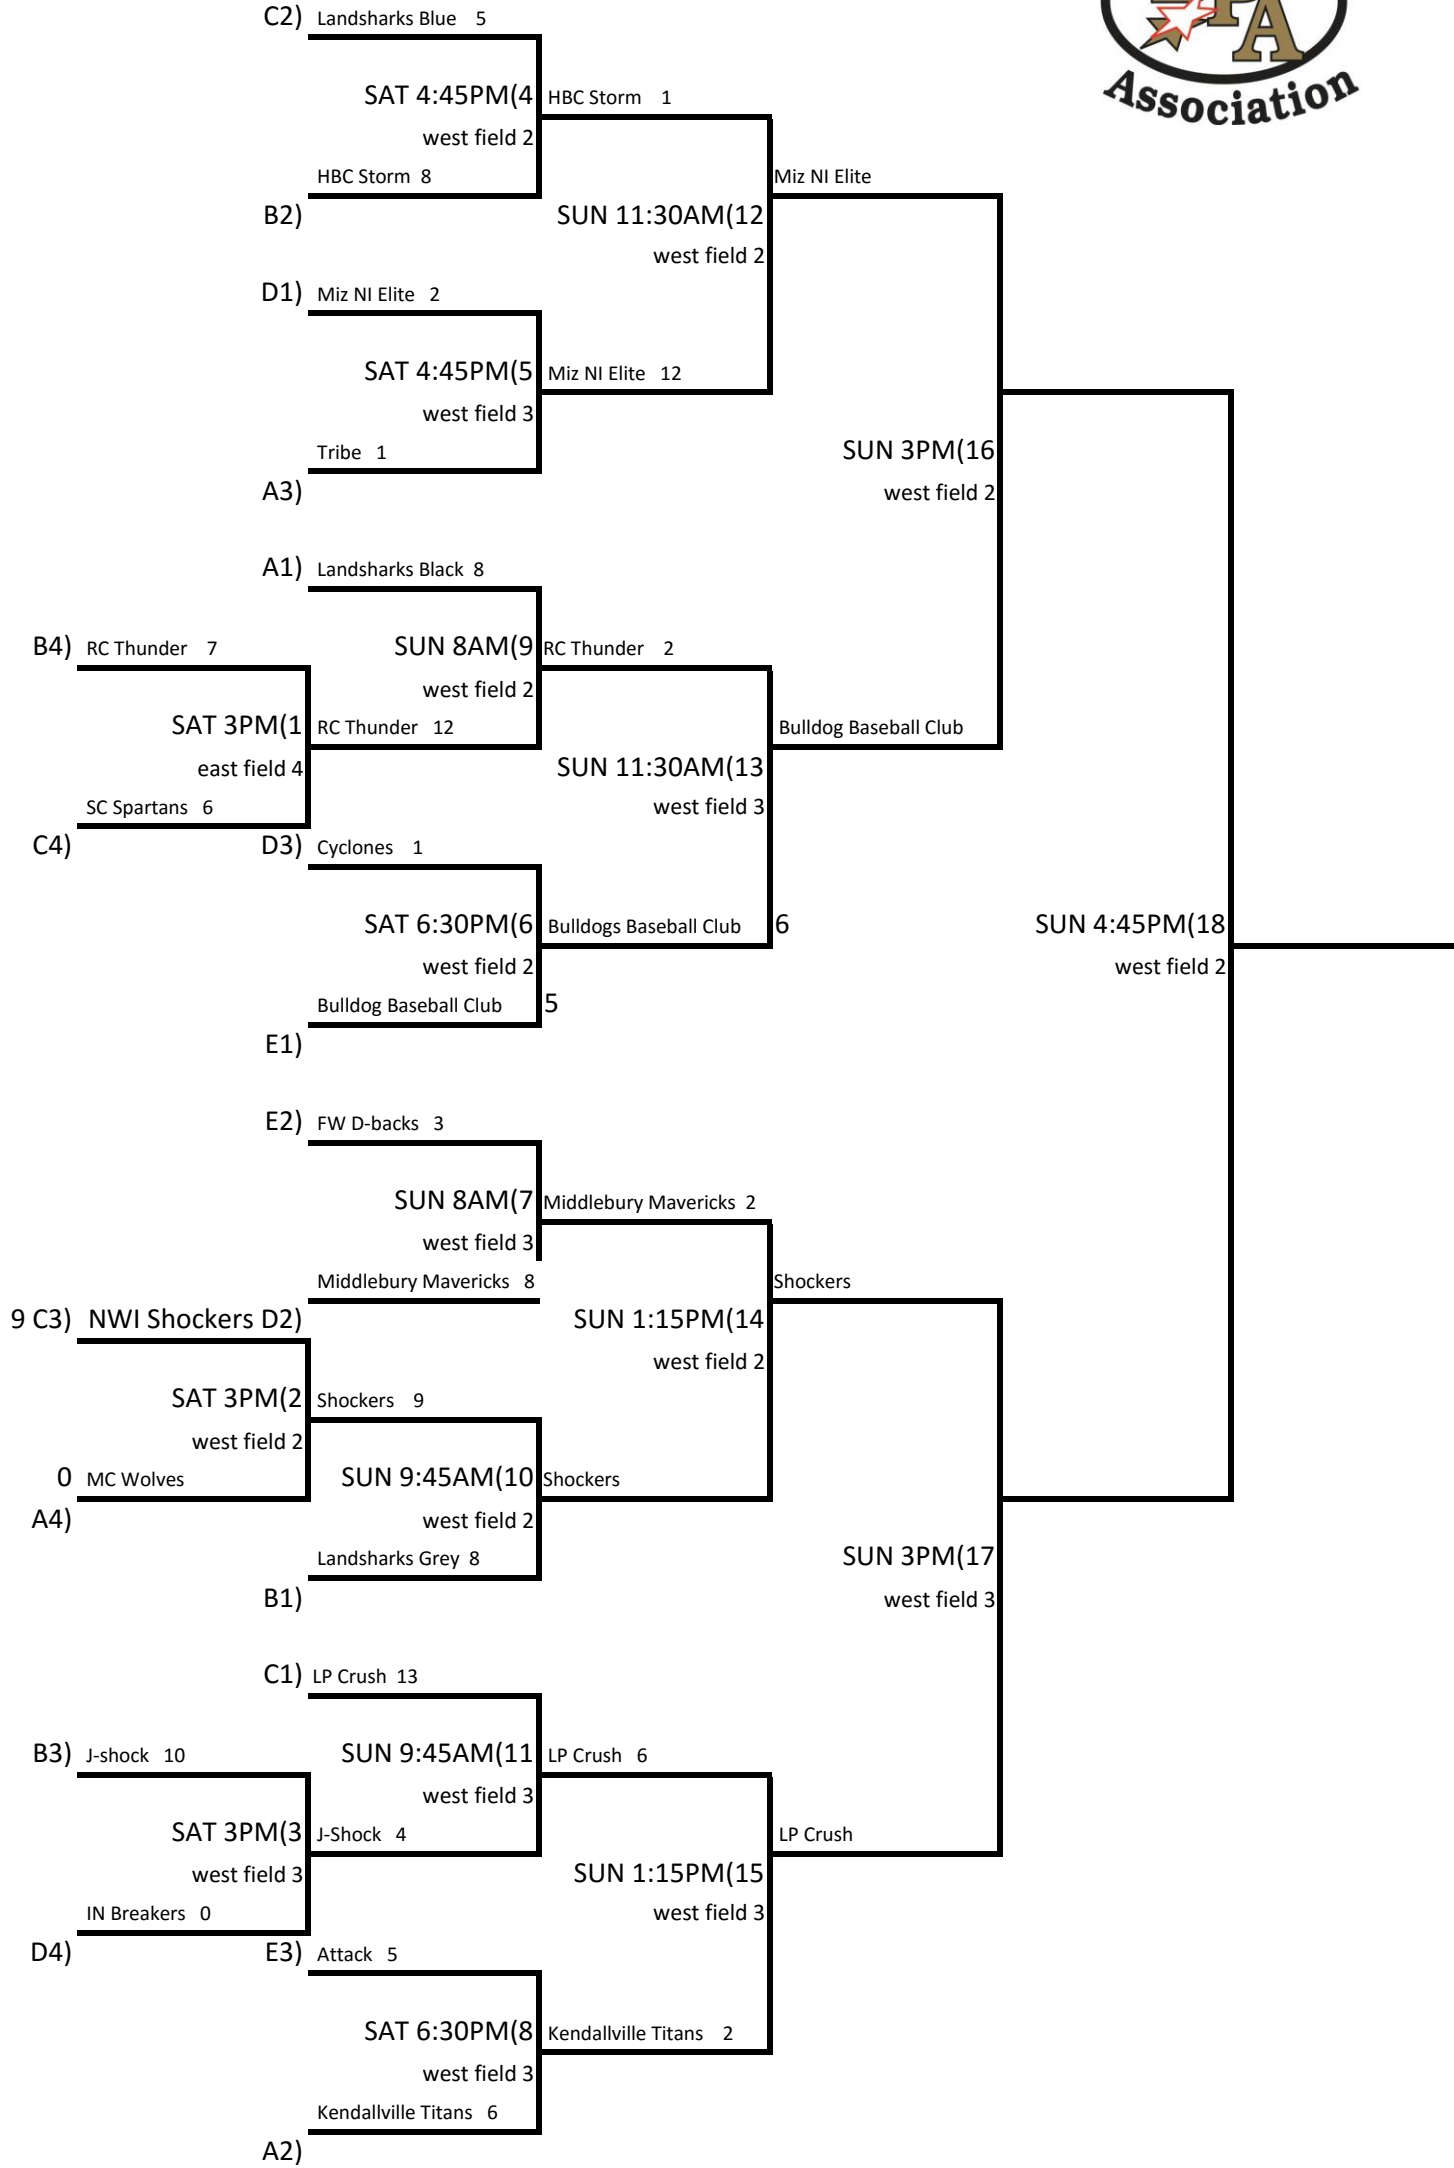 PA
Association
C2) Landsharks Blue 5
SAT 4:45PM(4 HBC Storm 1
west field 2
HBC Storm 8
Miz NI Elite
B2) SUN 11:30AM(12
west field 2
D1) Miz NI Elite 2
SAT 4:45PM(5 Miz NI Elite 12
west field 3
Tribe 1
SUN 3PM(16
A3)
west field 2
A1) Landsharks Black 8
B4) RC Thunder 7
SUN 8AM(9 RC Thunder 2
west field 2
SAT 3PM(1 RC Thunder 12
Bulldog Baseball Club
east field 4
SUN 11:30AM(13
SC Spartans 6
west field 3
C4)
D3) Cyclones 1
SAT 6:30PM(6 Bulldogs Baseball Club 6
SUN 4:45PM(18
west field 2
west field 2
Bulldog Baseball Club 5
E1)
E2) FW D-backs 3
SUN 8AM(7 Middlebury Mavericks 2
west field 3
Middlebury Mavericks 8
Shockers
9 C3) NWI Shockers D2)
SUN 1:15PM(14
west field 2
SAT 3PM(2 Shockers 9
west field 2
0 MC Wolves
SUN 9:45AM(10 Shockers
A4)
west field 2
Landsharks Grey 8
SUN 3PM(17
B1)
west field 3
C1) LP Crush 13
B3) J-shock 10
SUN 9:45AM(11 LP Crush 6
west field 3
SAT 3PM(3 J-Shock 4
LP Crush
west field 3
SUN 1:15PM(15
IN Breakers 0
west field 3
D4)
E3) Attack 5
SAT 6:30PM(8 Kendallville Titans 2
west field 3
Kendallville Titans 6
A2)